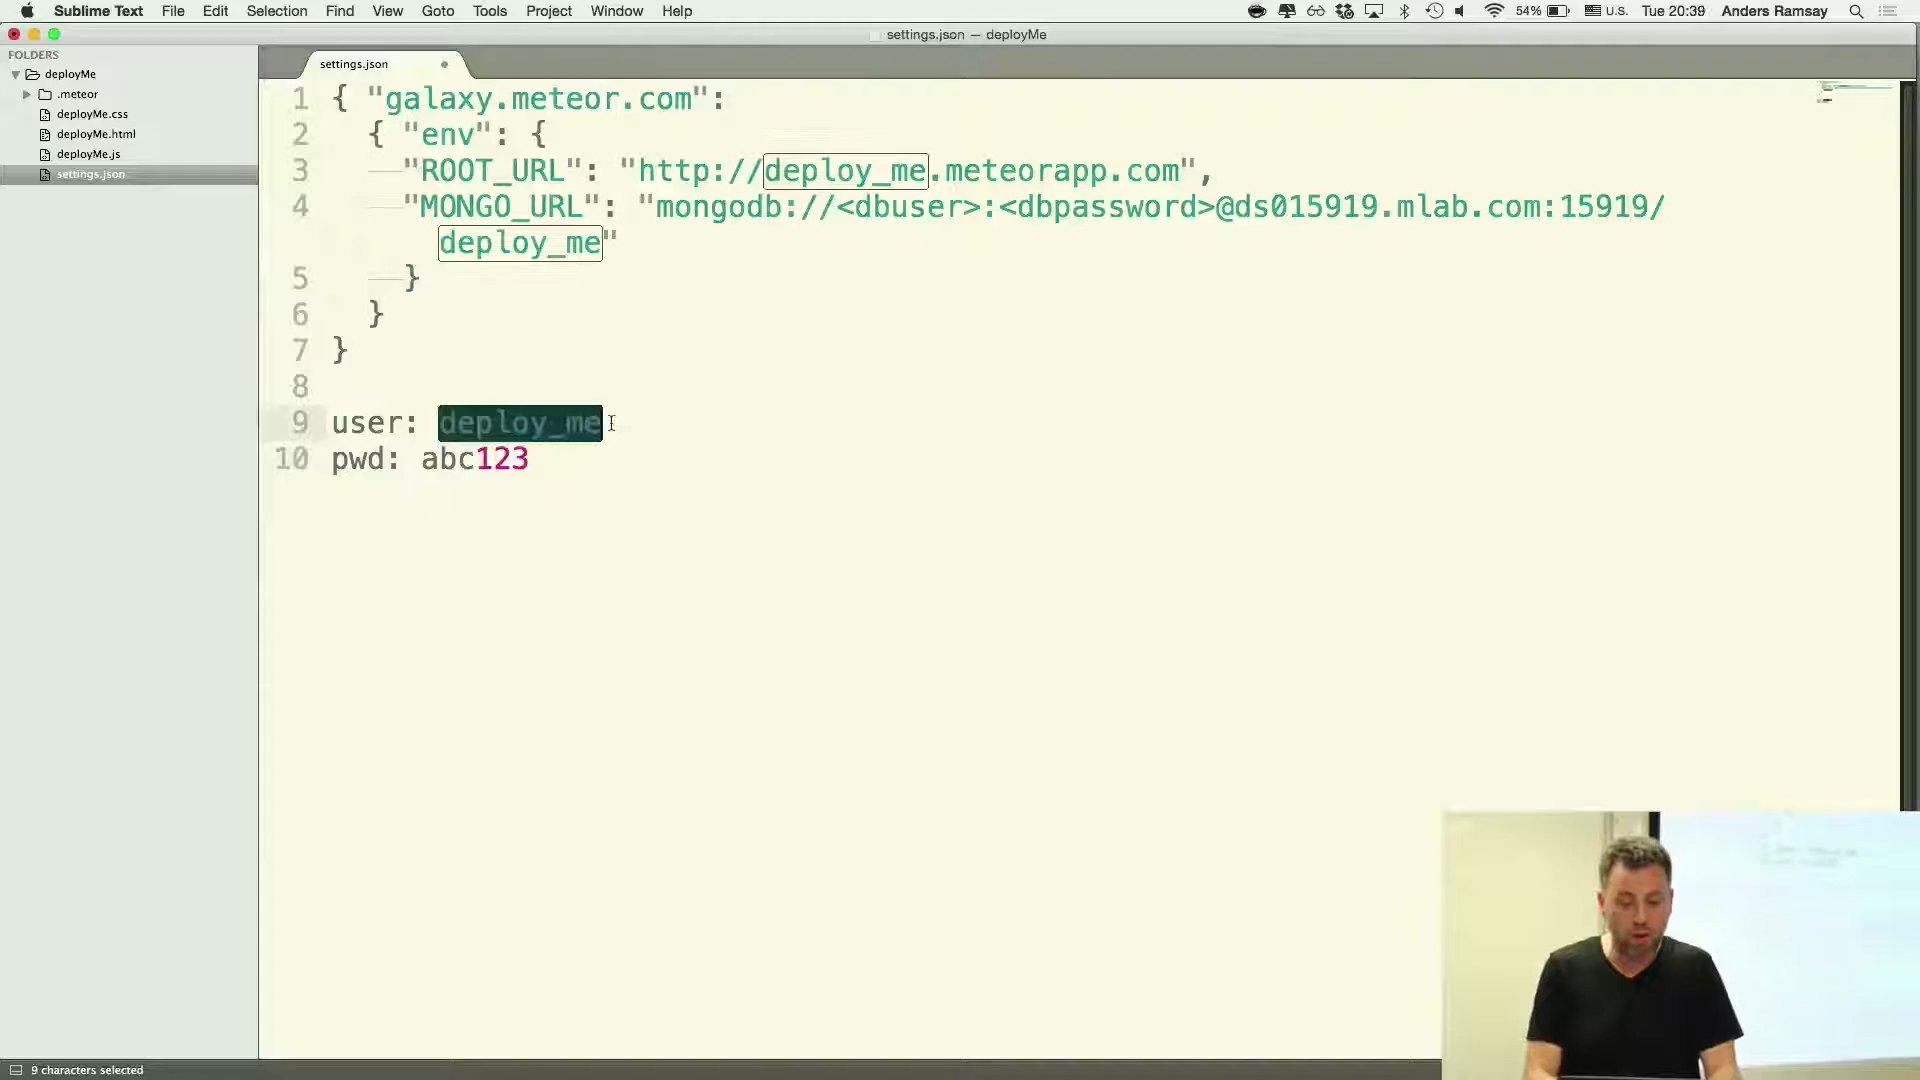 Sublime Text File Edit Selection Find View Goto Tools Project Window Help 54% U.S. Tue 20:39 Anders Ramsay
settings.json — deployMe
FOLDERS
deployMe
.meteor
deployMe.css
deployMe.html
deployMe.js
settings.json
settings.json
1 { "galaxy.meteor.com":
2 { "env": {
3 "ROOT_URL": "http://deploy_me.meteorapp.com",
4 "MONGO_URL": "mongodb://<dbuser>:<dbpassword>@ds015919.mlab.com:15919/
deploy_me"
5 }
6 }
7 }
8
9 user: deploy_me
10 pwd: abc123
9 characters selected